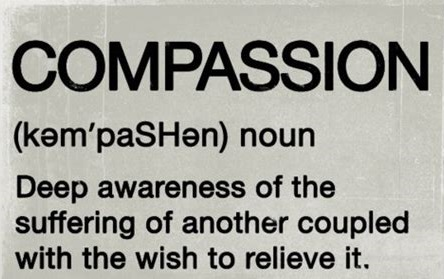 COMPASSION
(kəm'paSHən) noun
Deep awareness of the
suffering of another coupled
with the wish to relieve it.